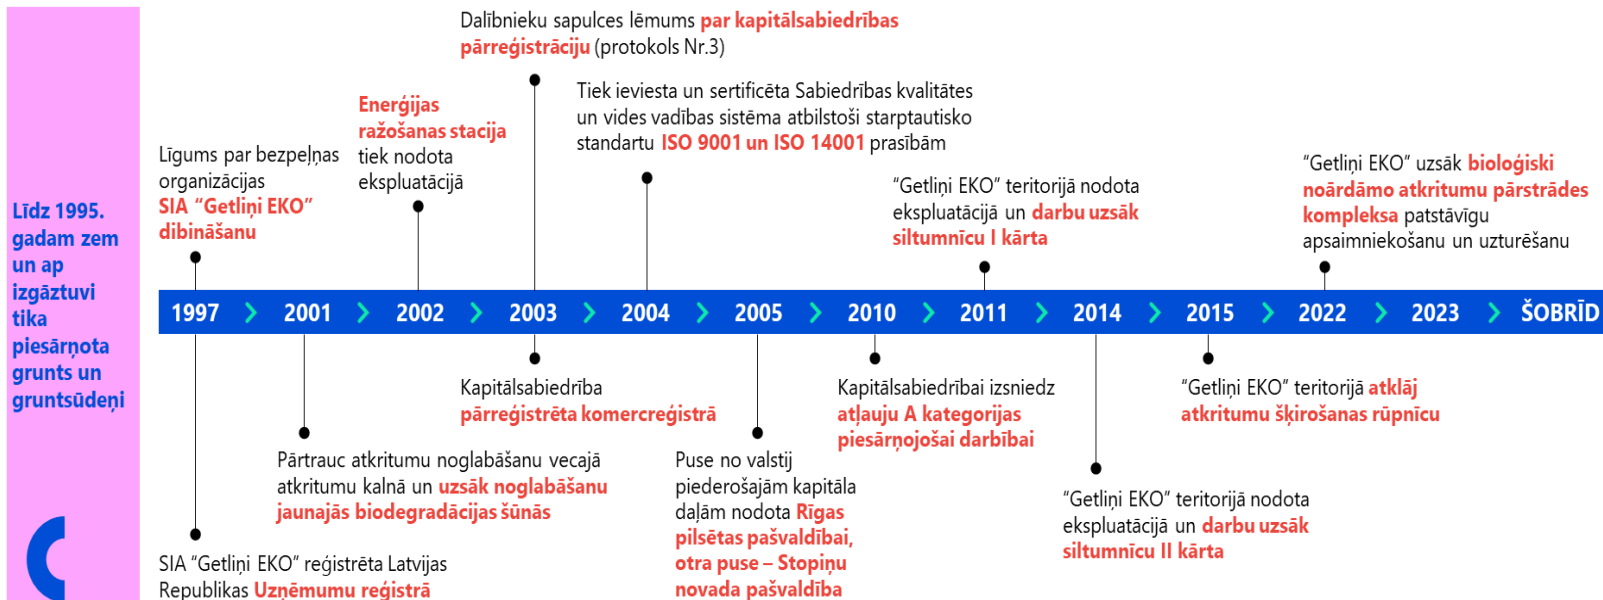 Līdz 1995.
gadam zem
un ap
izgāztuvi
tika
piesārņota
grunts un
gruntsūdeņi
Līgums par bezpeļņas
organizācijas
SIA “Getliņi EKO”
dibināšanu
Enerģijas
ražošanas stacija
tiek nodota
ekspluatācijā
Dalībnieku sapulces lēmums par kapitālsabiedrības
pārreģistrāciju (protokols Nr.3)
Tiek ieviesta un sertificēta Sabiedrības kvalitātes
un vides vadības sistēma atbilstoši starptautisko
standartu ISO 9001 un ISO 14001 prasībām
“Getliņi EKO” teritorijā nodota
ekspluatācijā un darbu uzsāk
siltumnīcu I kārta
“Getliņi EKO” uzsāk bioloģiski
noārdāmo atkritumu pārstrādes
kompleksa patstāvīgu
apsaimniekošanu un uzturēšanu
1997 > 2001 > 2002 > 2003 > 2004 > 2005 > 2010 > 2011 > 2014 > 2015 > 2022 > 2023 > ŠOBRĪD
SIA “Getliņi EKO” reģistrēta Latvijas
Republikas Uzņēmumu reģistrā
Pārtrauc atkritumu noglabāšanu vecajā
atkritumu kalnā un uzsāk noglabāšanu
jaunajās biodegradācijas šūnās
Kapitālsabiedrība
pārreģistrēta komercreģistrā
Puse no valstij
piederošajām kapitāla
daļām nodota Rīgas
pilsētas pašvaldībai,
otra puse – Stopiņu
novada pašvaldība
Kapitālsabiedrībai izsniedz
atļauju A kategorijas
piesārņojošai darbībai
“Getliņi EKO” teritorijā nodota
ekspluatācijā un darbu uzsāk
siltumnīcu II kārta
“Getliņi EKO” teritorijā atklāj
atkritumu šķirošanas rūpnīcu